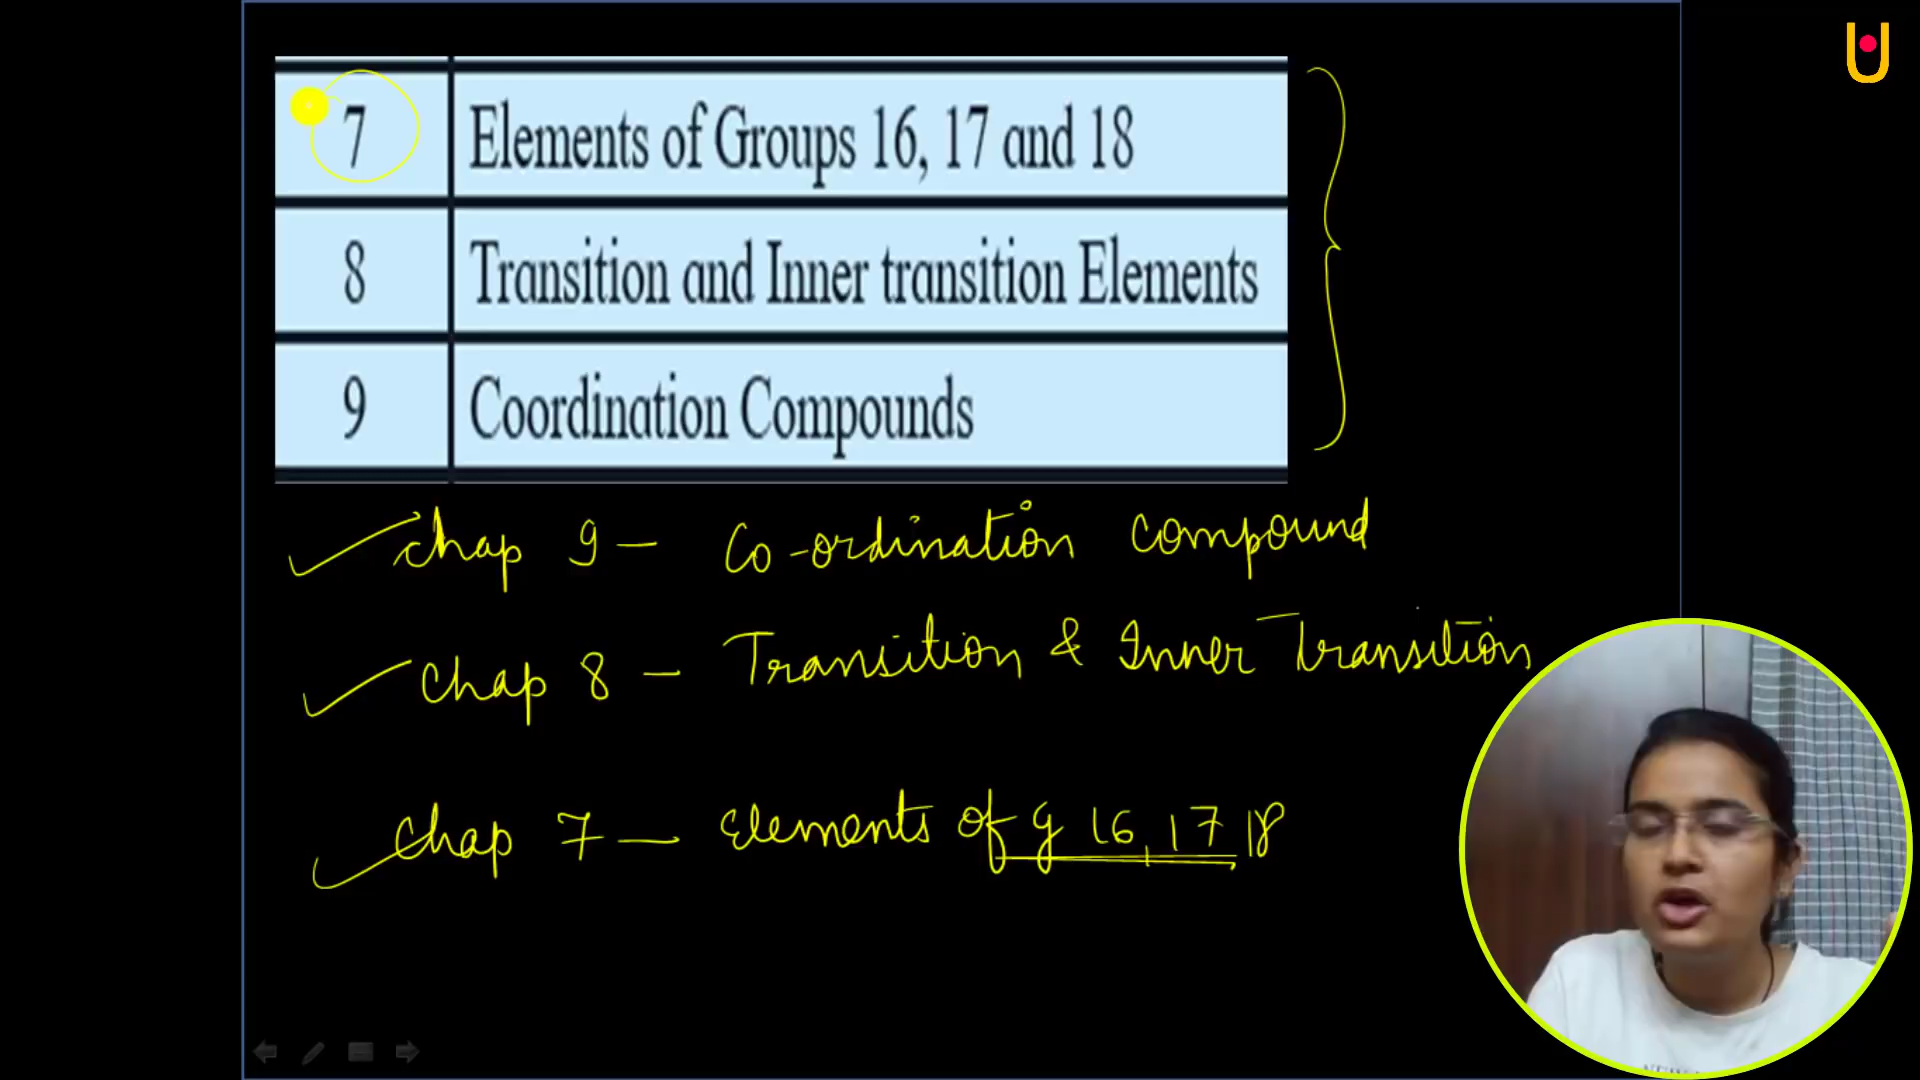 7 Elements of Groups 16, 17 and 18
8 Transition and Inner transition Elements
9 Coordination Compounds
Chap 9 - Co-ordination compound
Chap 8 - Transition & Inner Transition
Chap 7 - Elements of g 16, 17 18